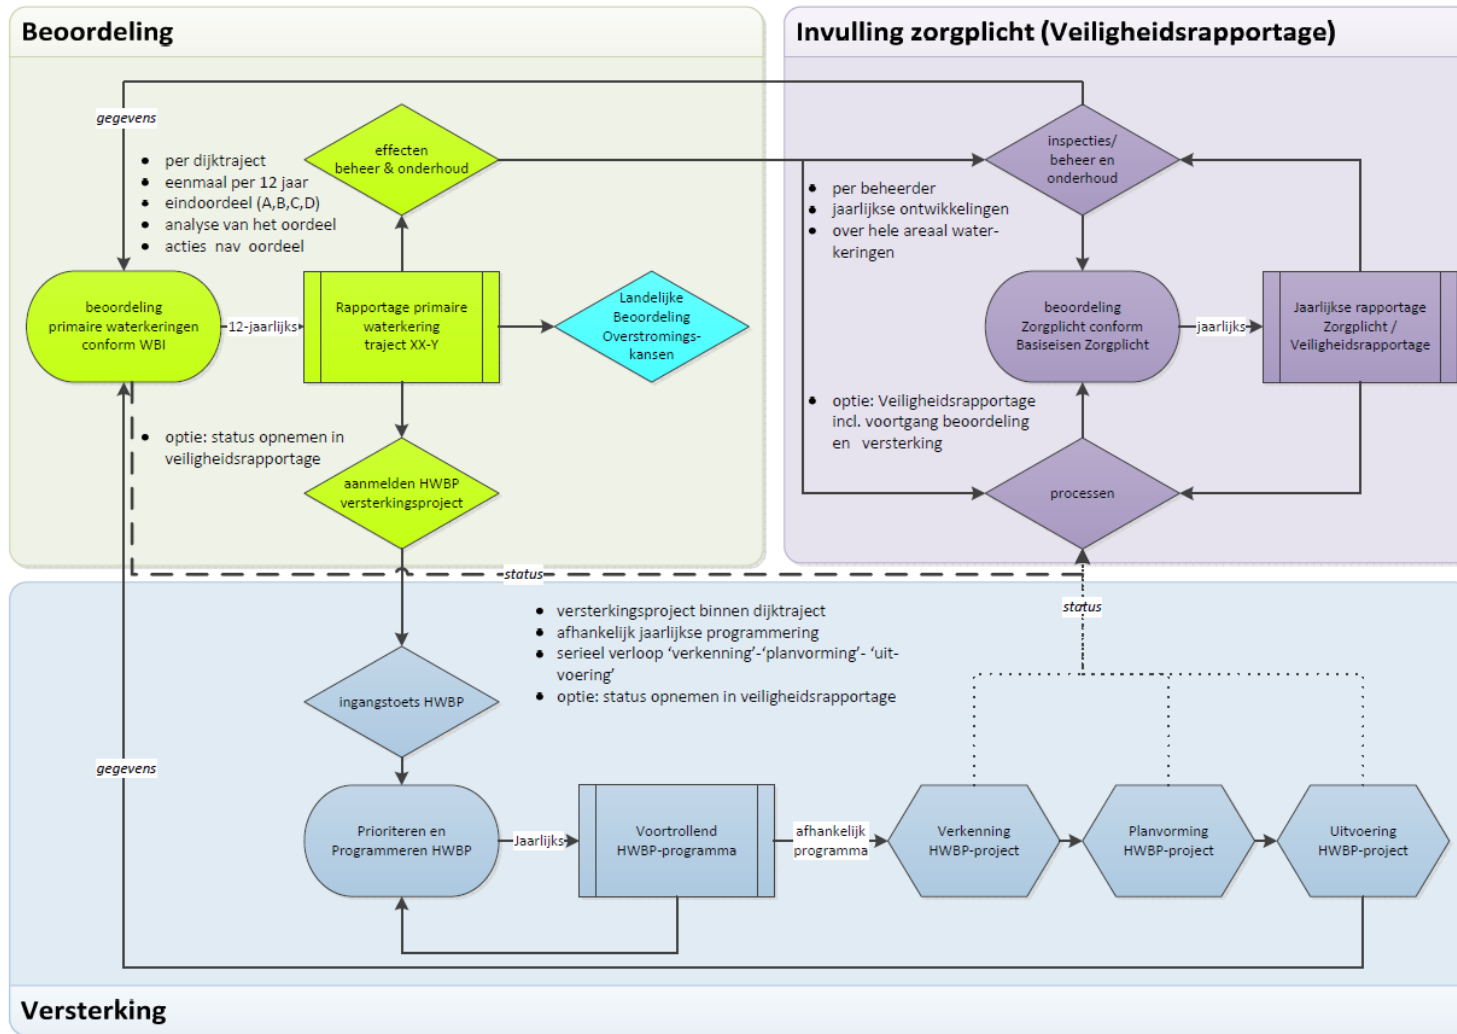 Beoordeling
gegevens
effecten
beheer & onderhoud
● per dijktraject
● eenmaal per 12 jaar
● eindoordeel (A,B,C,D)
● analyse van het oordeel
● acties nav oordeel
beoordeling
primaire waterkeringen
conform WBI
12-jaarlijks
Rapportage primaire
waterkering
traject XX-Y
Landelijke
Beoordeling
Overstromings-
kansen
● optie: status opnemen in
veiligheidsrapportage
aanmelden HWBP
versterkingsproject
Invulling zorgplicht (Veiligheidsrapportage)
inspecties/
beheer en
onderhoud
● per beheerder
● jaarlijkse ontwikkelingen
● over hele areaal water-
keringen
beoordeling
Zorgplicht conform
Basiseisen Zorgplicht
jaarlijks
Jaarlijkse rapportage
Zorgplicht /
Veiligheidsrapportage
● optie: Veiligheidsrapportage
incl. voortgang beoordeling
en versterking
processen
status
status
● versterkingsproject binnen dijktraject
● afhankelijk jaarlijkse programmering
● serieel verloop ‘verkenning’-‘planvorming’- ‘uit-
voering’
● optie: status opnemen in veiligheidsrapportage
ingangstoets HWBP
gegevens
Prioriteren en
Programmeren HWBP
Jaarlijks
Voortrollend
HWBP-programma
afhankelijk
programma
Verkenning
HWBP-project
Planvorming
HWBP-project
Uitvoering
HWBP-project
Versterking